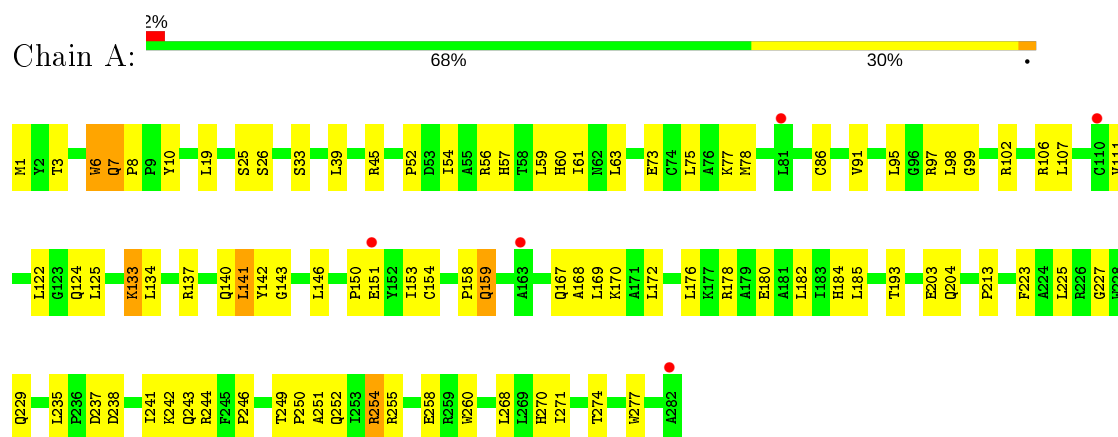 2%
Chain A:
68% 30% •
M1 Y2 T3 W6 Q7 P8 P9 Y10 L19 S25 S26 S33 L39 R45 P52 D53 I54 A55 R56 H57 T58 L59 H60 I61 N62 L63 E73 C74 L75 A76 K77 M78 L81 C86 V91 L95 G96 R97 L98 G99 R102 R106 L107 C110 V111
L122 G123 Q124 L125 K133 L134 R137 Q140 L141 Y142 G143 L146 P150 E151 Y152 I153 C154 P158 Q159 A163 Q167 A168 L169 K170 A171 L172 L176 K177 R178 A179 E180 A181 L182 I183 H184 L185 T193 E203 Q204 P213 F223 A224 L225 R226 G227 W228
Q229 L235 P236 D237 D238 I241 K242 Q243 R244 F245 P246 T249 P250 A251 Q252 I253 R254 R255 E258 R259 W260 L268 L269 H270 I271 T274 W277 A282